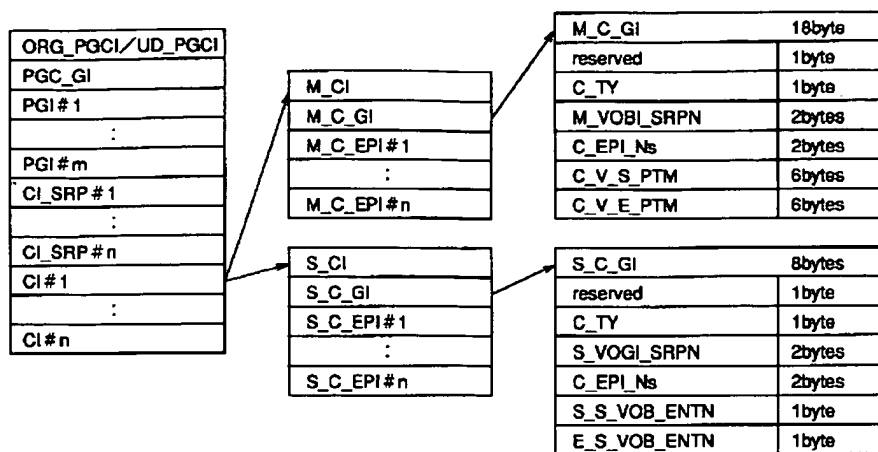 ORG_PGCI/UD_PGCI
PGC_GI
PGI#1
:
PGI#m
CI_SRP#1
:
CI_SRP#n
CI#1
:
CI#n
M_CI
M_C_GI
M_C_EPI#1
:
M_C_EPI#n
S_CI
S_C_GI
S_C_EPI#1
:
S_C_EPI#n
M_C_GI 18byte
reserved 1byte
C_TY 1byte
M_VOBI_SRPN 2bytes
C_EPI_Ns 2bytes
C_V_S_PTM 6bytes
C_V_E_PTM 6bytes
S_C_GI 8bytes
reserved 1byte
C_TY 1byte
S_VOGI_SRPN 2bytes
C_EPI_Ns 2bytes
S_S_VOB_ENTN 1byte
E_S_VOB_ENTN 1byte